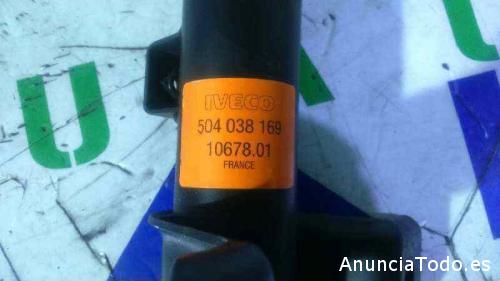 IVECO
504 038 169
10678.01
FRANCE
AnunciaTodo.es